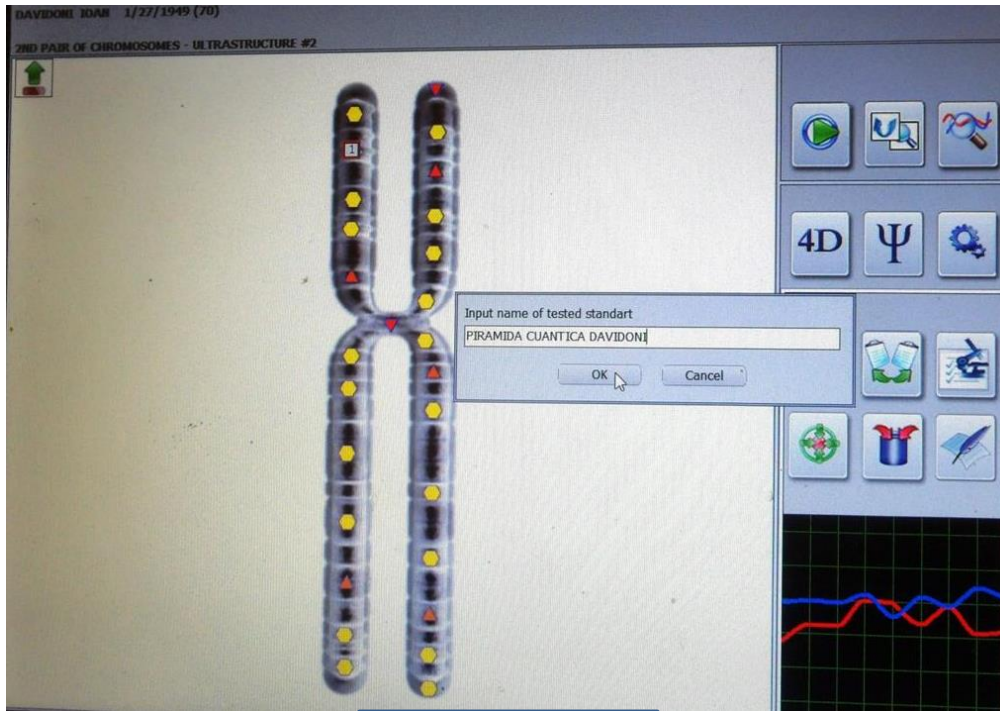 DAVIDONI IOAN 1/27/1949 (70)
2ND PAIR OF CHROMOSOMES - ULTRASTRUCTURE #2
1
Input name of tested standart
PIRAMIDA CUANTICA DAVIDONI
OK
Cancel
4D
Ψ